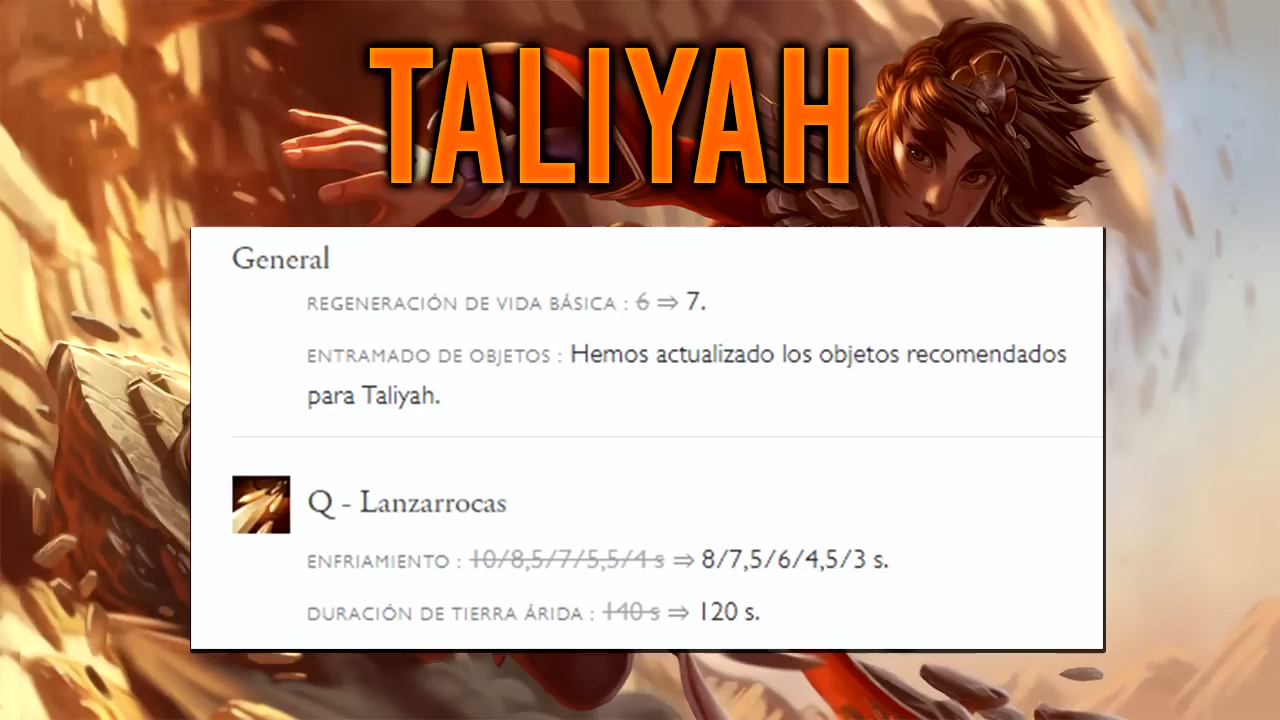 TALIYAH
General
REGENERACIÓN DE VIDA BÁSICA : 6 ⇒ 7.
ENTRAMADO DE OBJETOS : Hemos actualizado los objetos recomendados
para Taliyah.
Q - Lanzarrocas
ENFRIAMIENTO : 10/8,5/7/5,5/4 s ⇒ 8/7,5/6/4,5/3 s.
DURACIÓN DE TIERRA ÁRIDA : 140 s ⇒ 120 s.